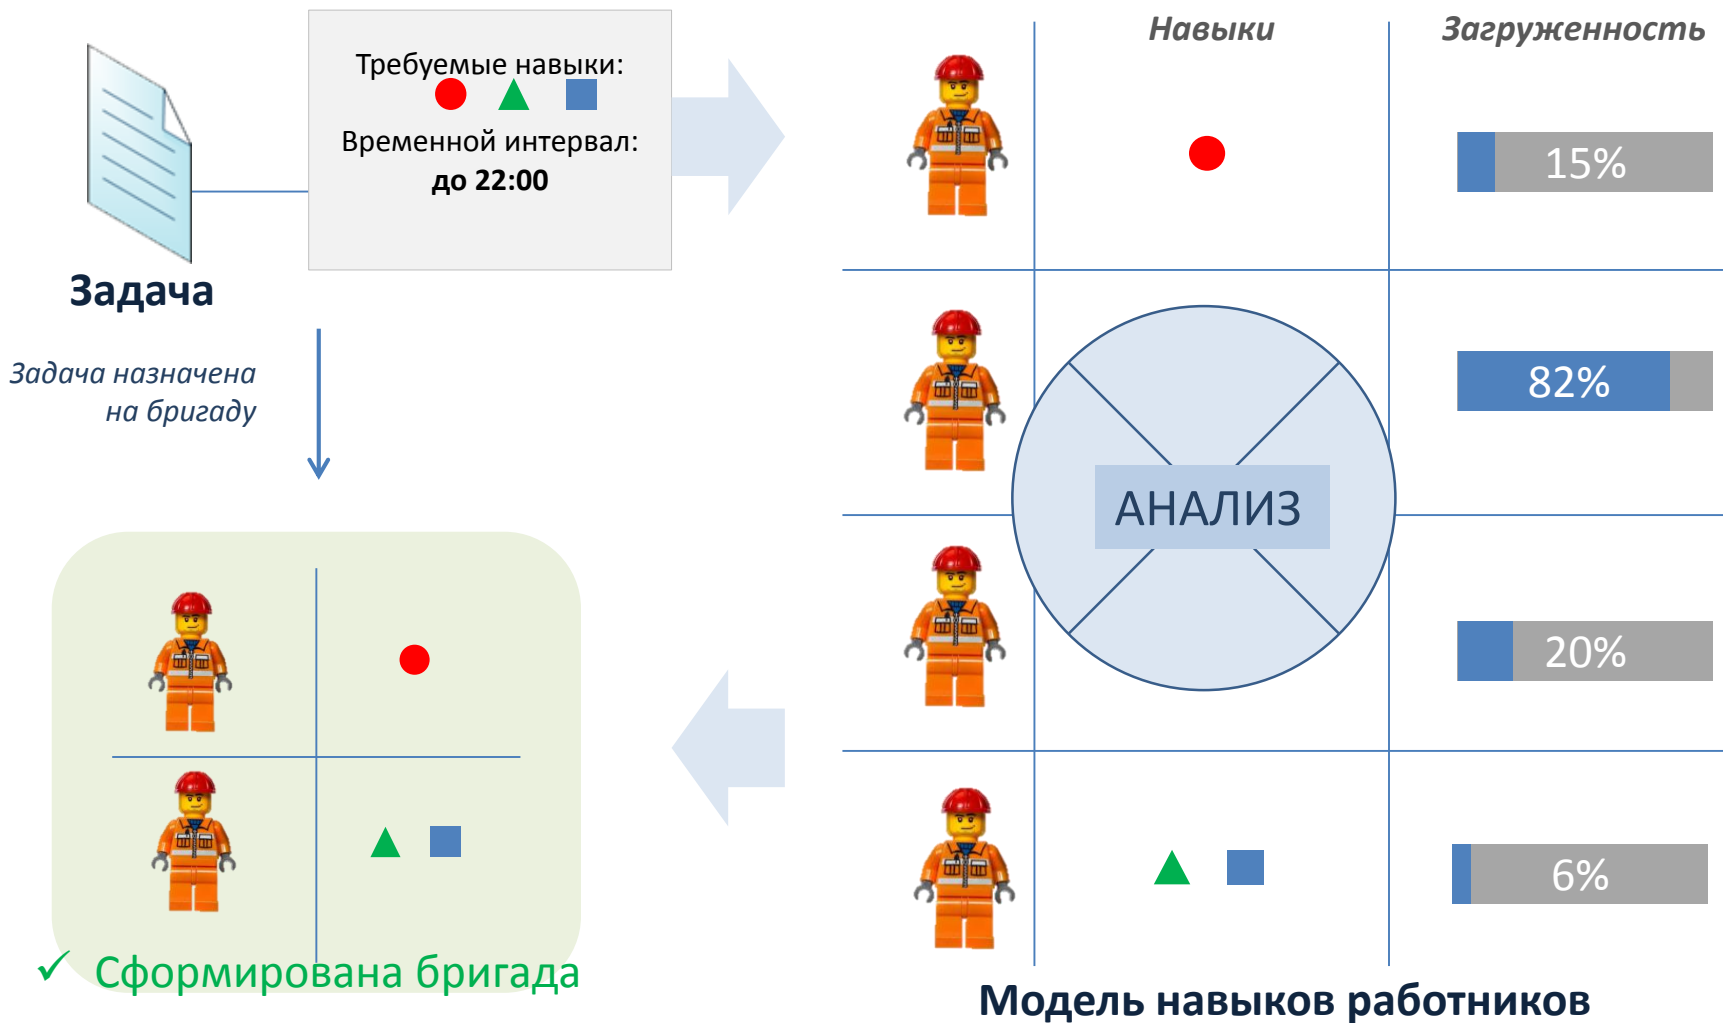 Требуемые навыки:
Временной интервал:
до 22:00
Задача
Задача назначена
на бригаду
✓ Сформирована бригада
Навыки
Загруженность
15%
82%
АНАЛИЗ
20%
6%
Модель навыков работников